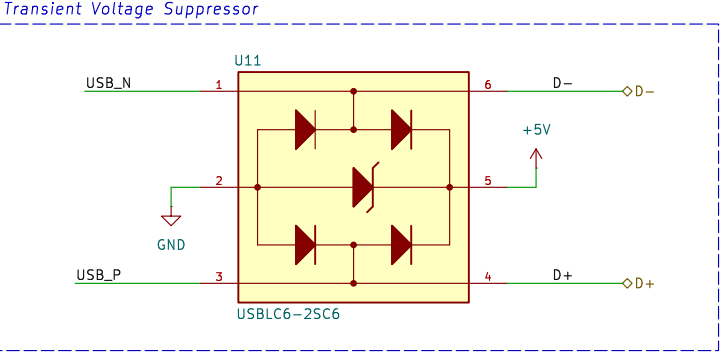 Transient Voltage Suppressor
U11
USB_N
1
6
D-
D-
+5V
2
5
GND
USB_P
3
4
D+
D+
USBLC6-2SC6